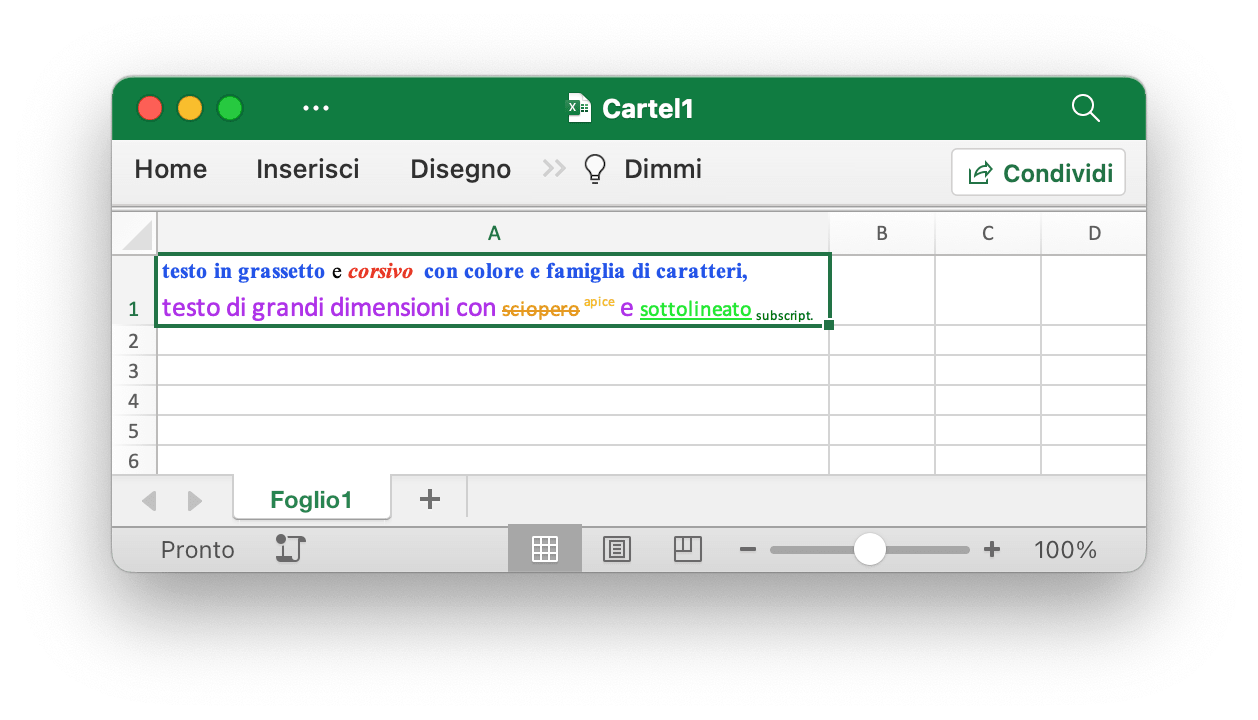 Cartel1
Home Inserisci Disegno Dimmi Condividi
A B C D
testo in grassetto e corsivo con colore e famiglia di caratteri,
1 testo di grandi dimensioni con sciopero apice e sottolineato subscript.
2
3
4
5
6
Foglio1 +
Pronto 100%